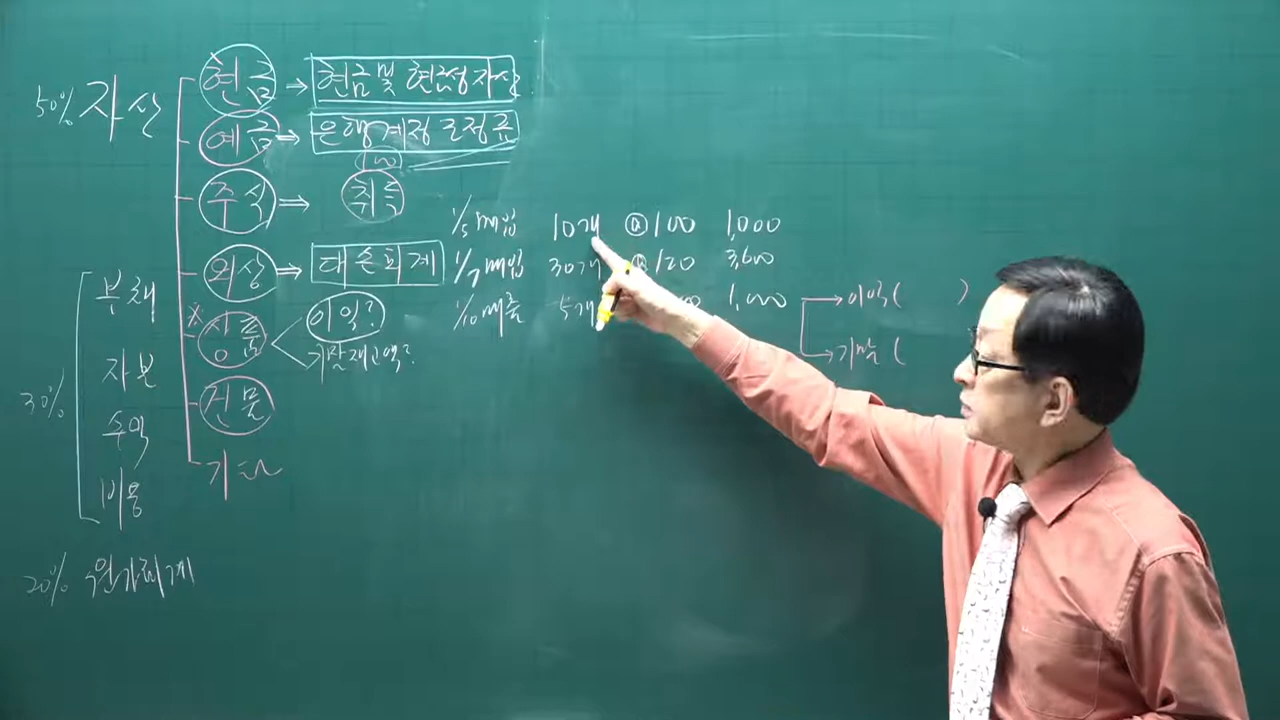 50% 자산
현금 → 현금 및 현금성자산
예금 ⇒ 은행계정조정표
100
주식 ⇒ 취득
외상 ⇒ 대손회계
※ 상품
이익?
기말재고액?
건물
기타
30%
부채
자본
수익
비용
20% 원가회계
1/5 매입 10개 @100 1,000
1/7 매입 30개 @120 3,600
1/10 매출 5개 1,000
→ 이익( )
→ 기말 (